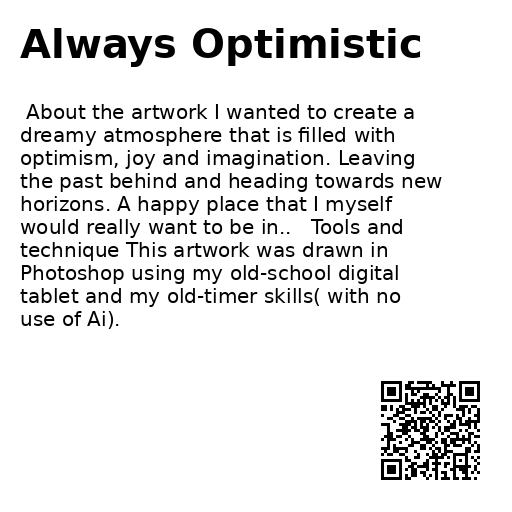 Always Optimistic
About the artwork I wanted to create a
dreamy atmosphere that is filled with
optimism, joy and imagination. Leaving
the past behind and heading towards new
horizons. A happy place that I myself
would really want to be in..   Tools and
technique This artwork was drawn in
Photoshop using my old-school digital
tablet and my old-timer skills( with no
use of Ai).